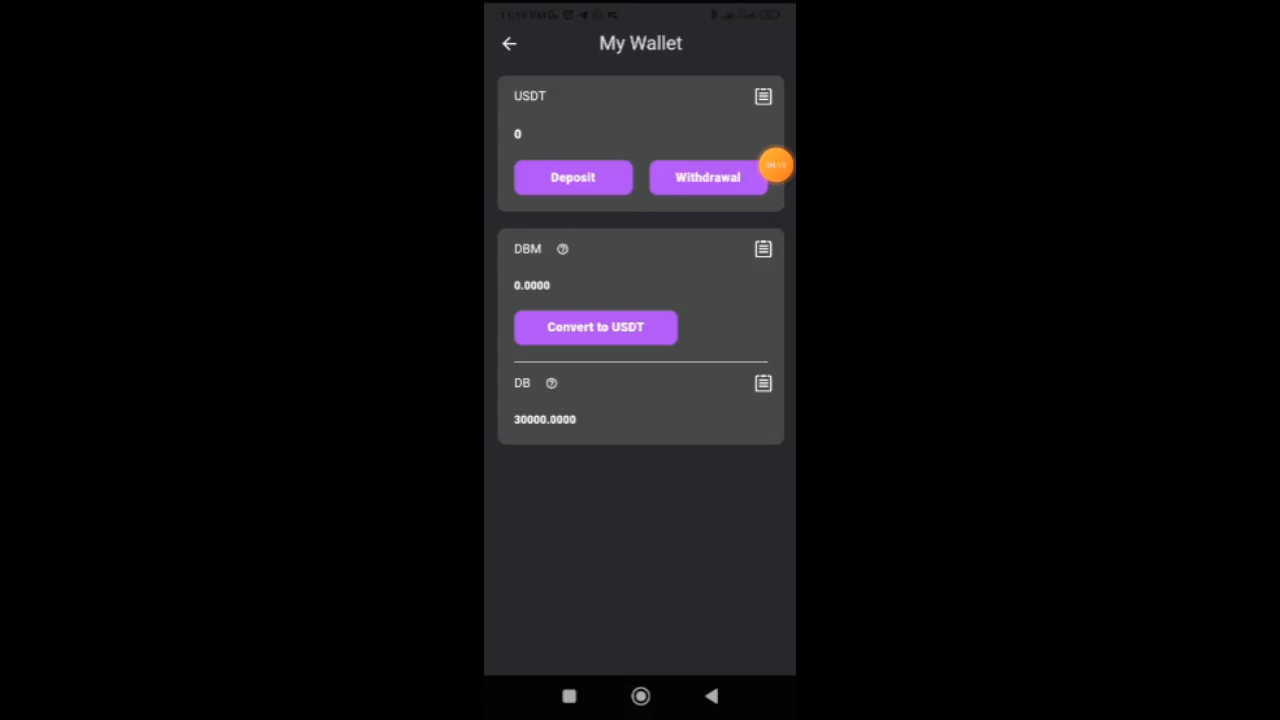 My Wallet
USDT
0
Deposit
Withdrawal
DBM
0.0000
Convert to USDT
DB
30000.0000